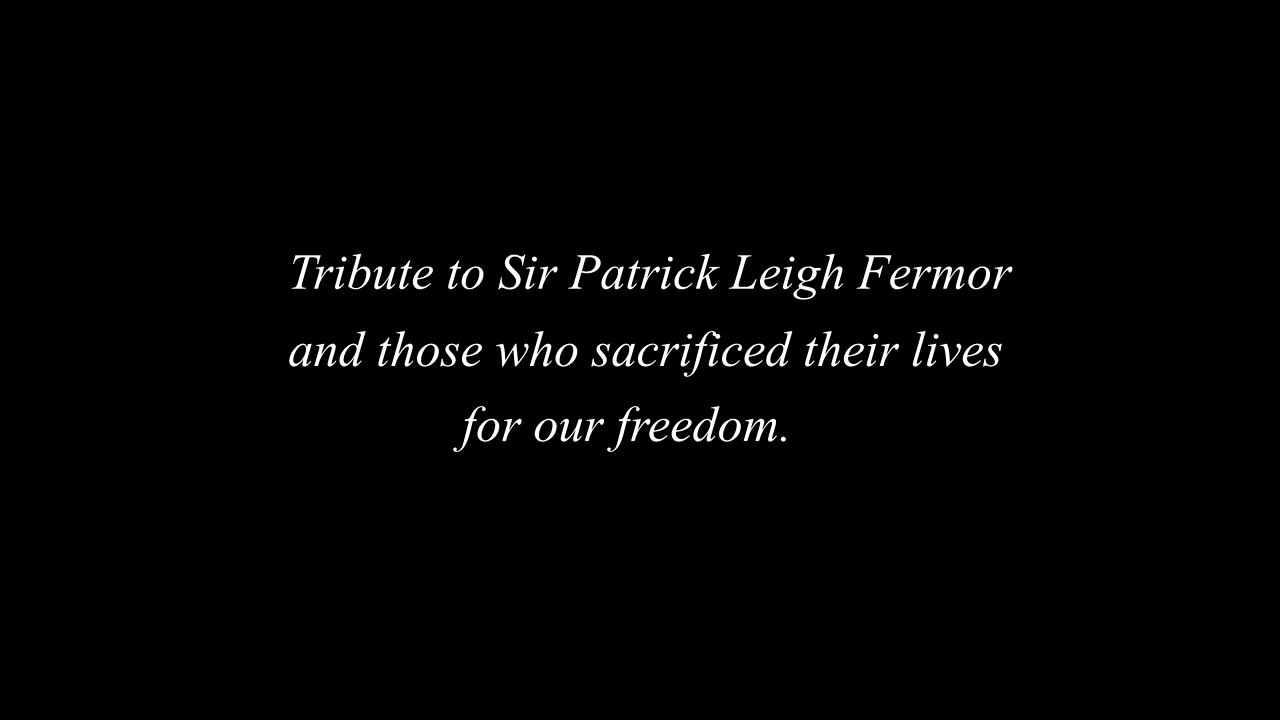 Tribute to Sir Patrick Leigh Fermor
and those who sacrificed their lives
for our freedom.